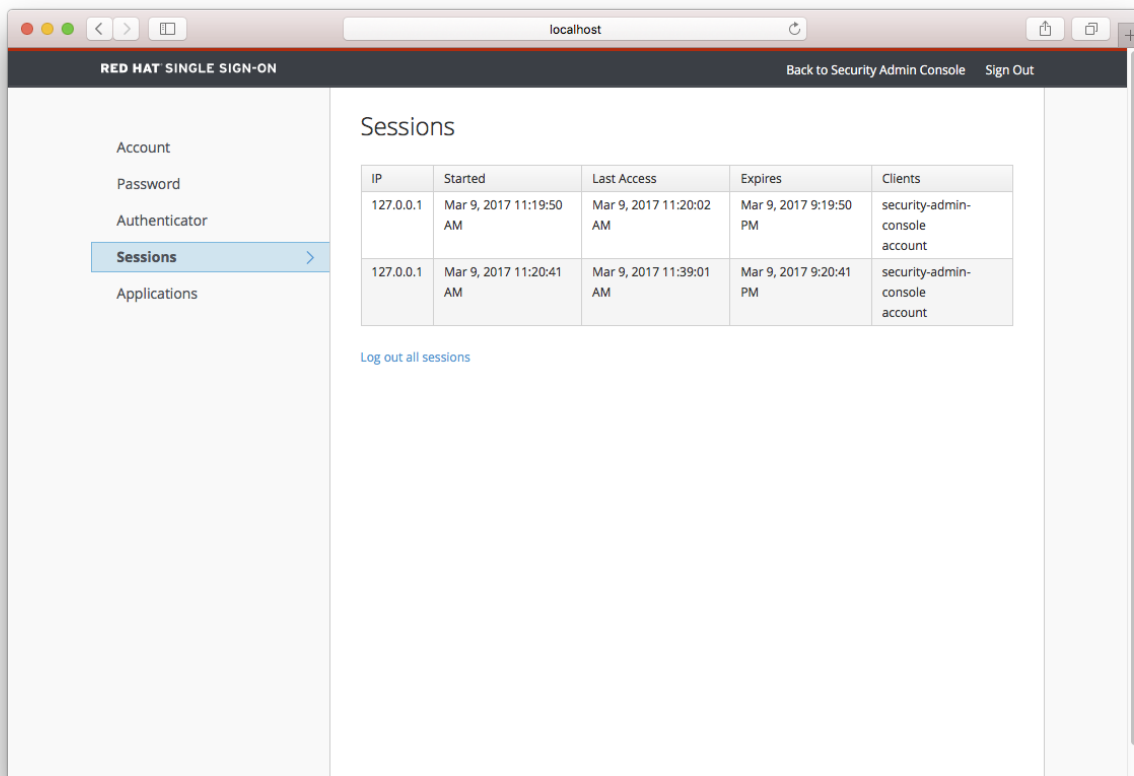 localhost
RED HAT SINGLE SIGN-ON
Back to Security Admin Console Sign Out
Account
Password
Authenticator
Sessions
Applications
Sessions
IP Started Last Access Expires Clients
127.0.0.1 Mar 9, 2017 11:19:50 Mar 9, 2017 11:20:02 Mar 9, 2017 9:19:50 security-admin-
AM AM PM console
account
127.0.0.1 Mar 9, 2017 11:20:41 Mar 9, 2017 11:39:01 Mar 9, 2017 9:20:41 security-admin-
AM AM PM console
account
Log out all sessions